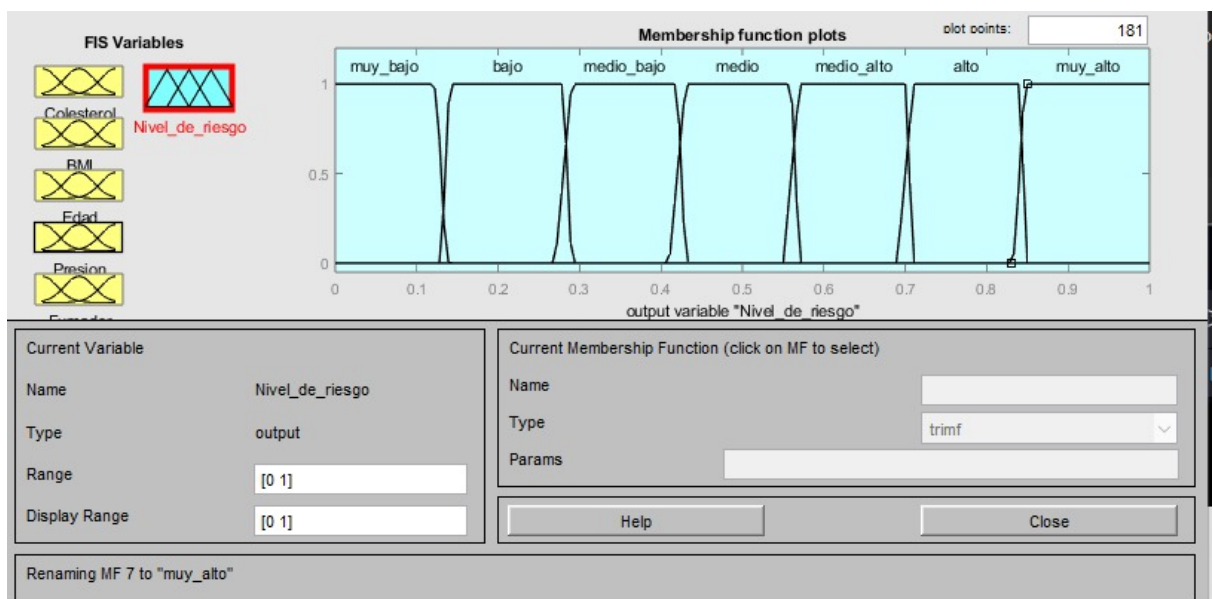 FIS Variables
Membership function plots
plot points:
181
Colesterol
BMI
Edad
Presion
Nivel_de_riesgo
muy_bajo
bajo
medio_bajo
medio
medio_alto
alto
muy_alto
1
0.5
0
0
0.1
0.2
0.3
0.4
0.5
0.6
0.7
0.8
0.9
1
output variable "Nivel_de_riesgo"
Current Variable
Name Nivel_de_riesgo
Type output
Range [0 1]
Display Range [0 1]
Current Membership Function (click on MF to select)
Name
Type trimf
Params
Help
Close
Renaming MF 7 to "muy_alto"